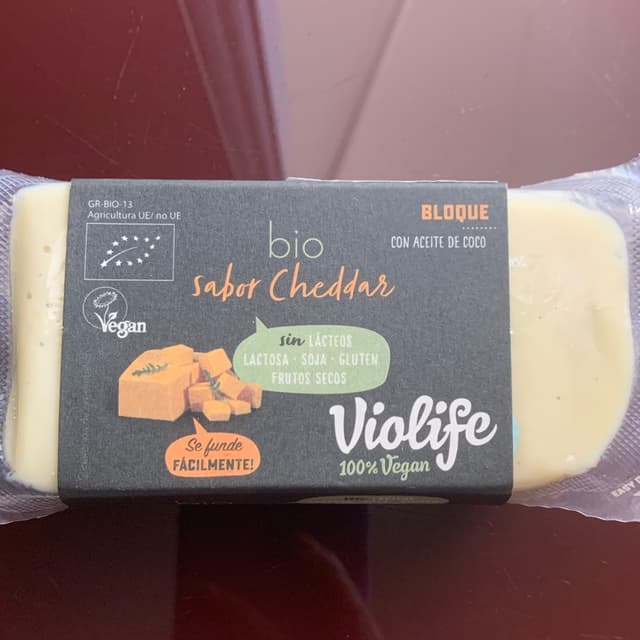 GR-BIO-13
Agricultura UE/ no UE
BLOQUE
bio
CON ACEITE DE COCO
sabor Cheddar
Vegan
sin LÁCTEOS
LACTOSA · SOJA · GLUTEN
FRUTOS SECOS
Se funde
FÁCILMENTE!
Violife
100% Vegan